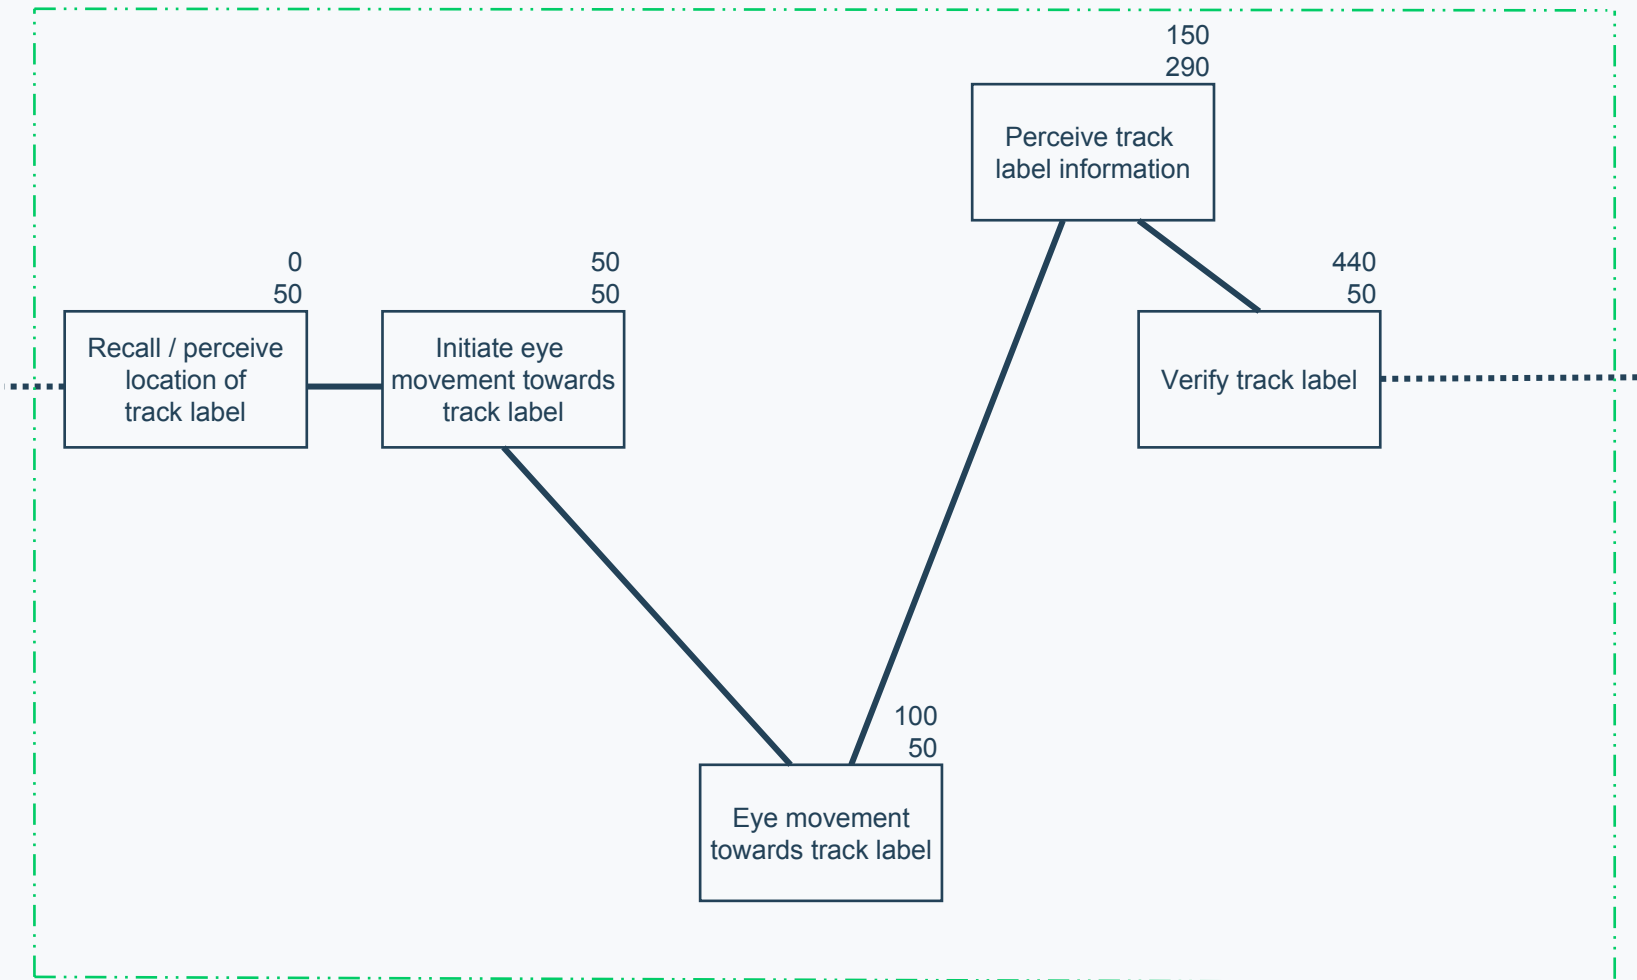 0
50
Recall / perceive
location of
track label
50
50
Initiate eye
movement towards
track label
100
50
Eye movement
towards track label
150
290
Perceive track
label information
440
50
Verify track label